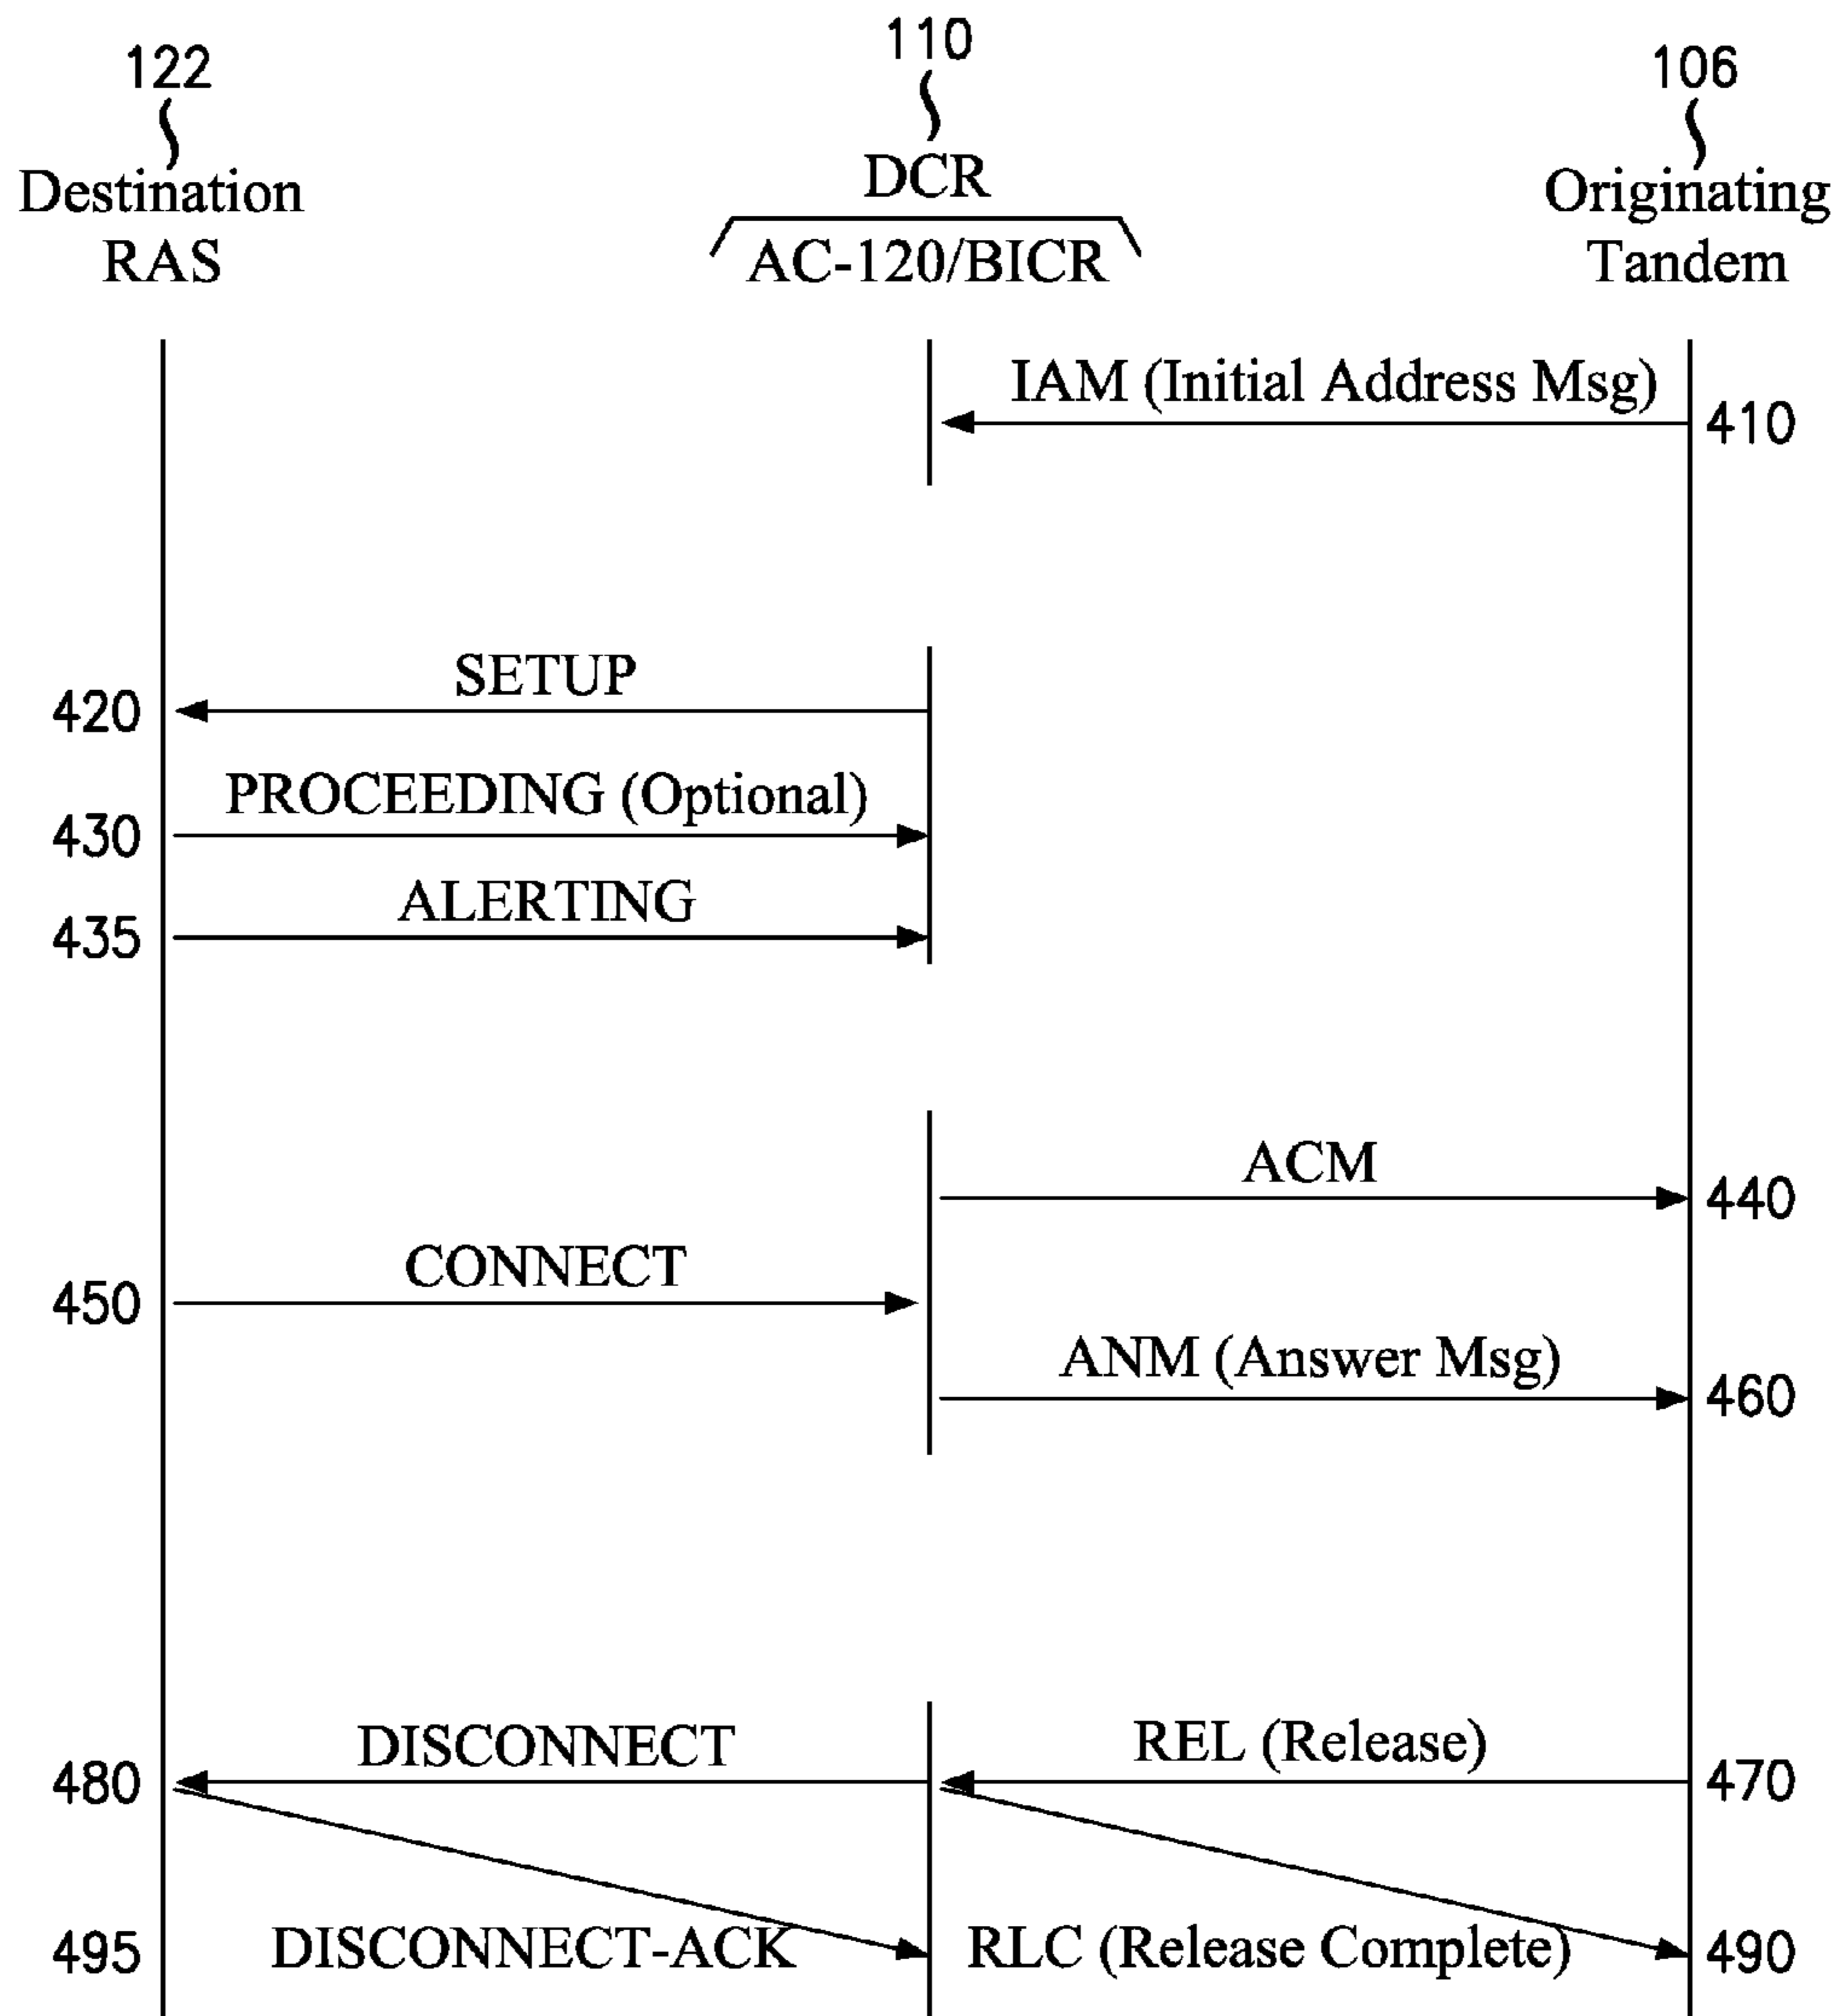 122
110
106
Destination
RAS
DCR
AC-120/BICR
Originating
Tandem
IAM (Initial Address Msg)
410
SETUP
420
PROCEEDING (Optional)
430
ALERTING
435
ACM
440
CONNECT
450
ANM (Answer Msg)
460
DISCONNECT
REL (Release)
480
470
495
DISCONNECT-ACK
RLC (Release Complete)
490